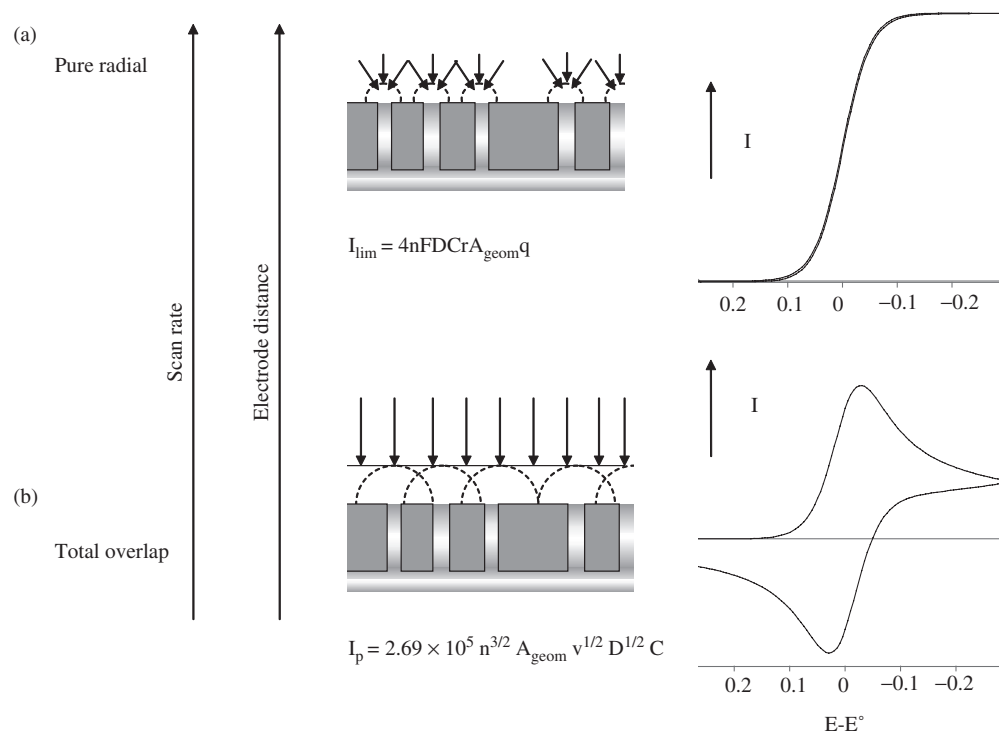 (a)
Pure radial
Scan rate
Electrode distance
I_lim = 4nFDCrA_geom q
I
0.2 0.1 0 −0.1 −0.2
(b)
Total overlap
I_p = 2.69 × 10^5 n^3/2 A_geom v^1/2 D^1/2 C
I
0.2 0.1 0 −0.1 −0.2
E-E°